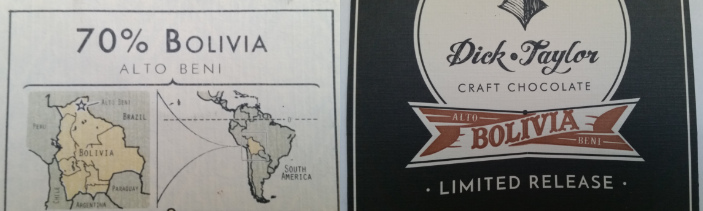 70% BOLIVIA
ALTO BENI
ALTO BENI
PERU
BRAZIL
BOLIVIA
CHILE
PARAGUAY
ARGENTINA
SOUTH
AMERICA
Dick·Taylor
CRAFT CHOCOLATE
ALTO
BOLIVIA
BENI
· LIMITED RELEASE ·